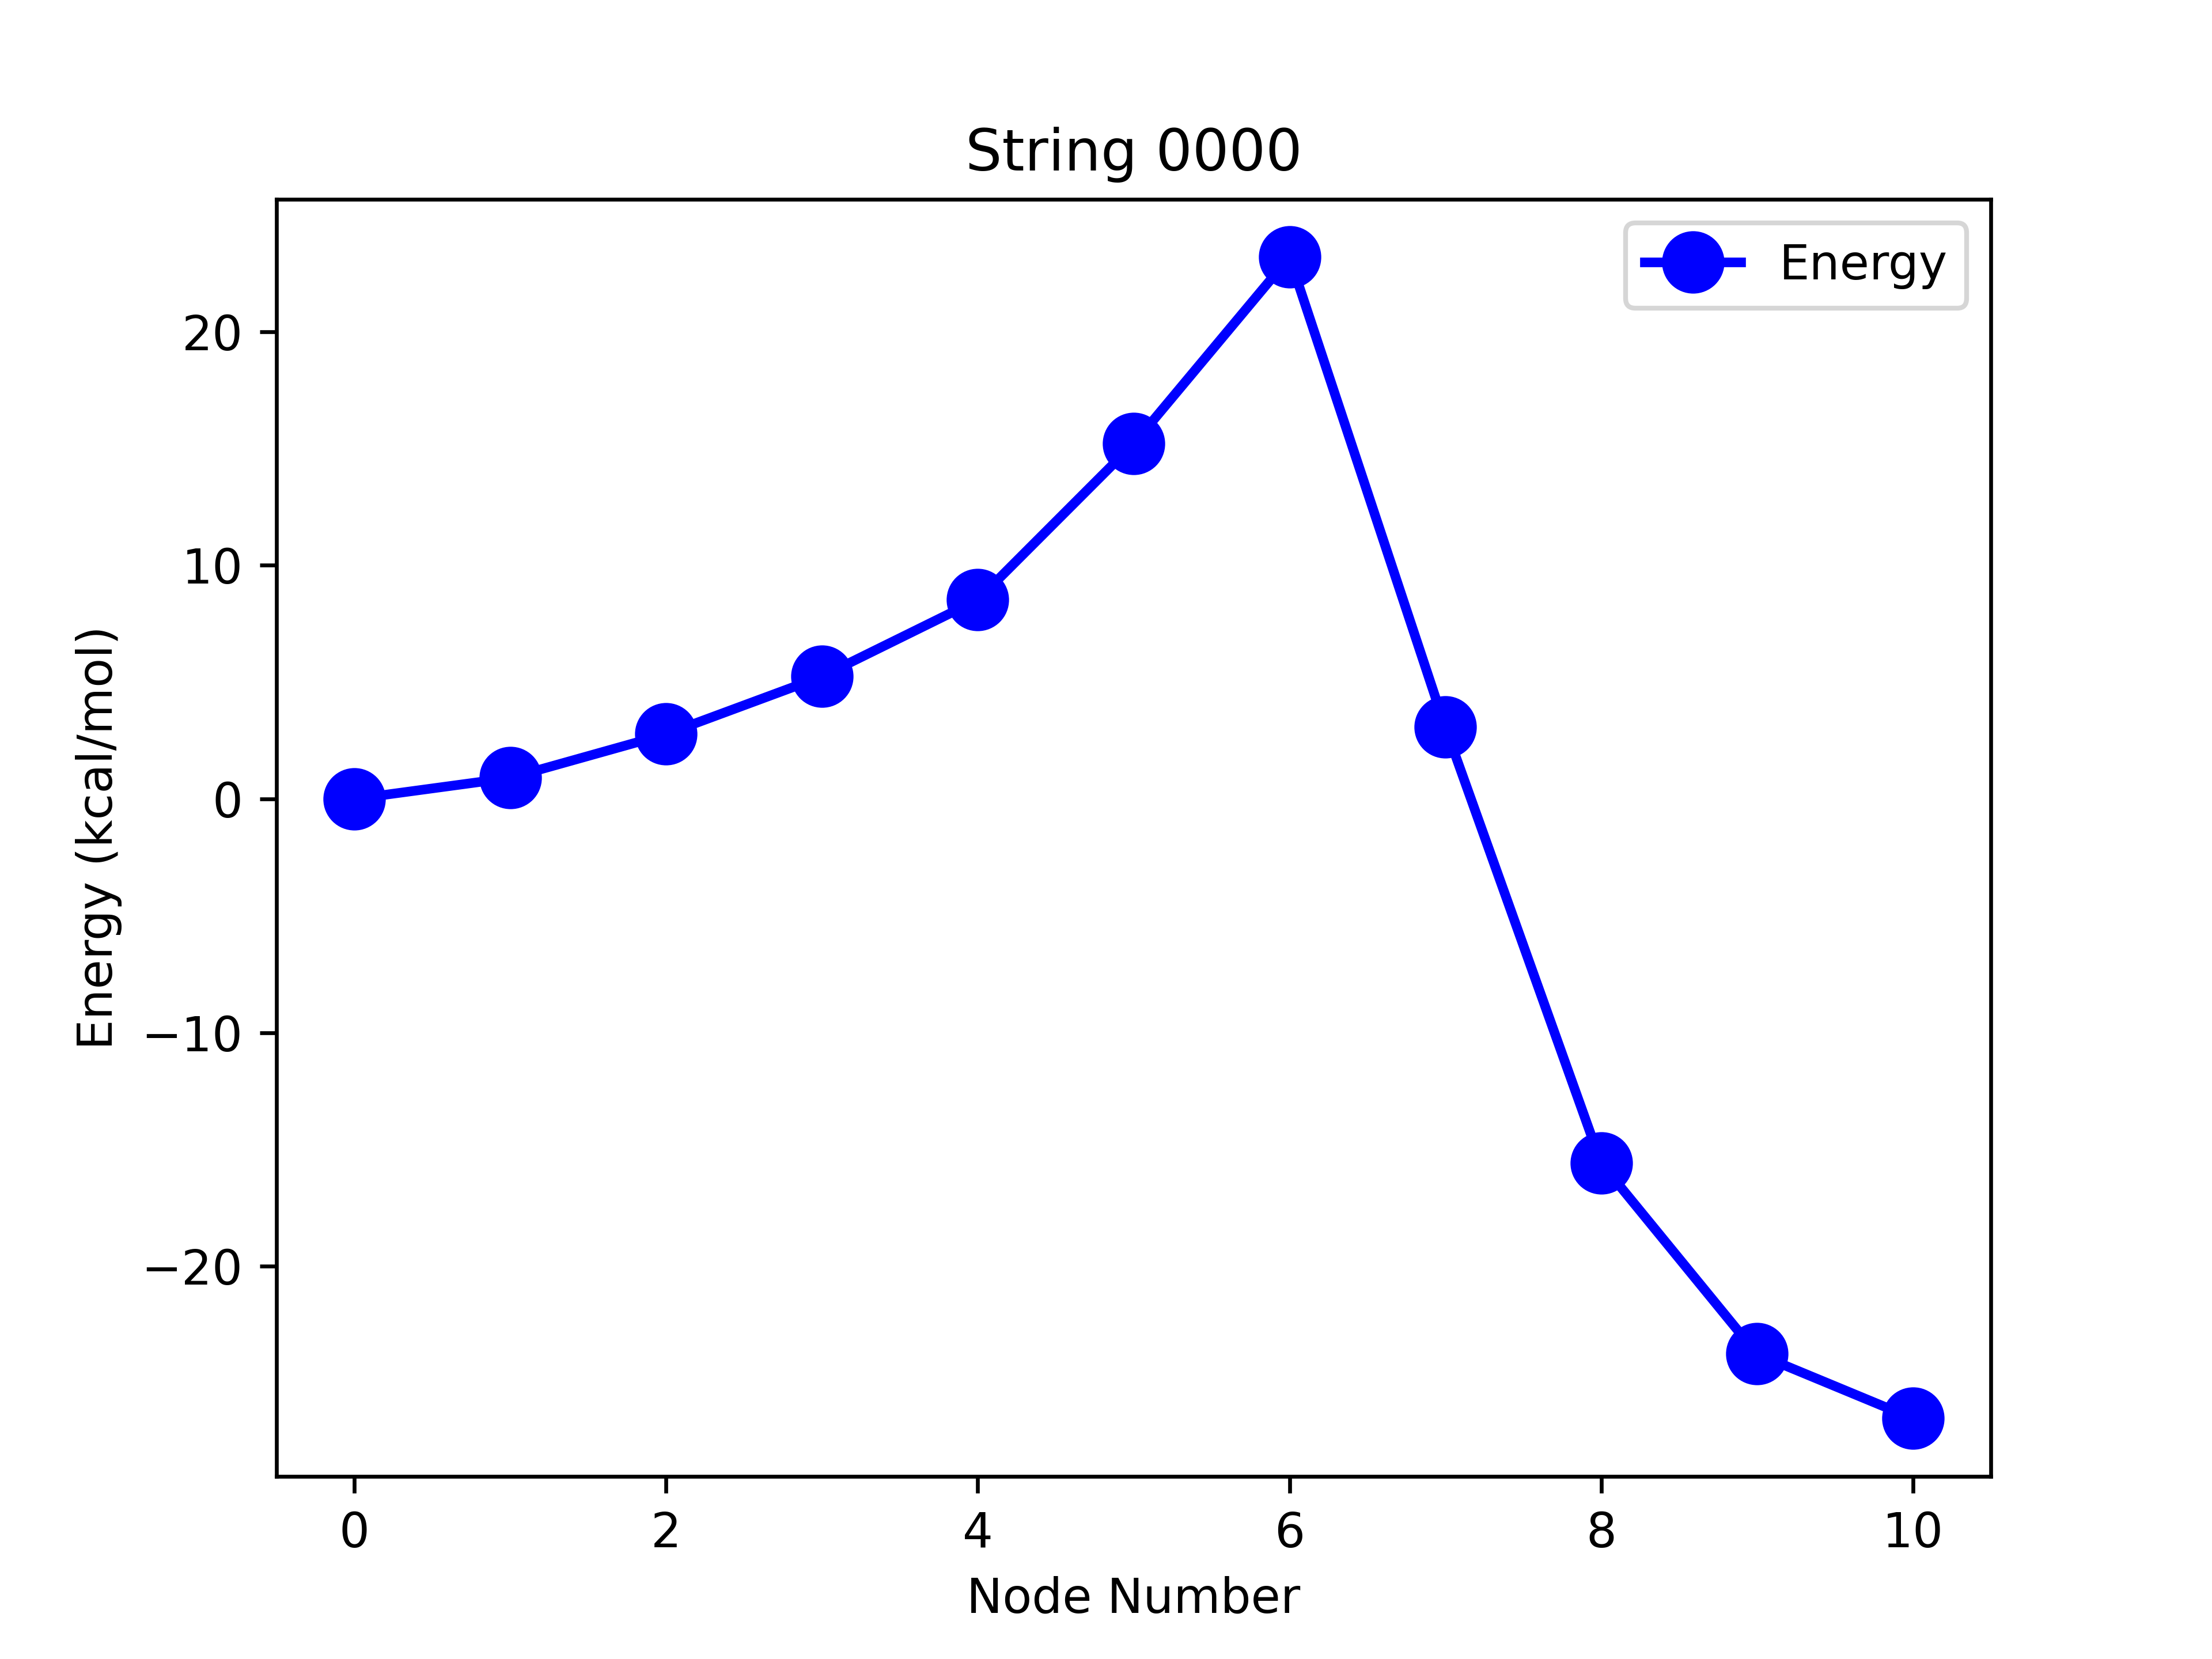 String 0000
Energy
20
10
0
−10
−20
Energy (kcal/mol)
0 2 4 6 8 10
Node Number